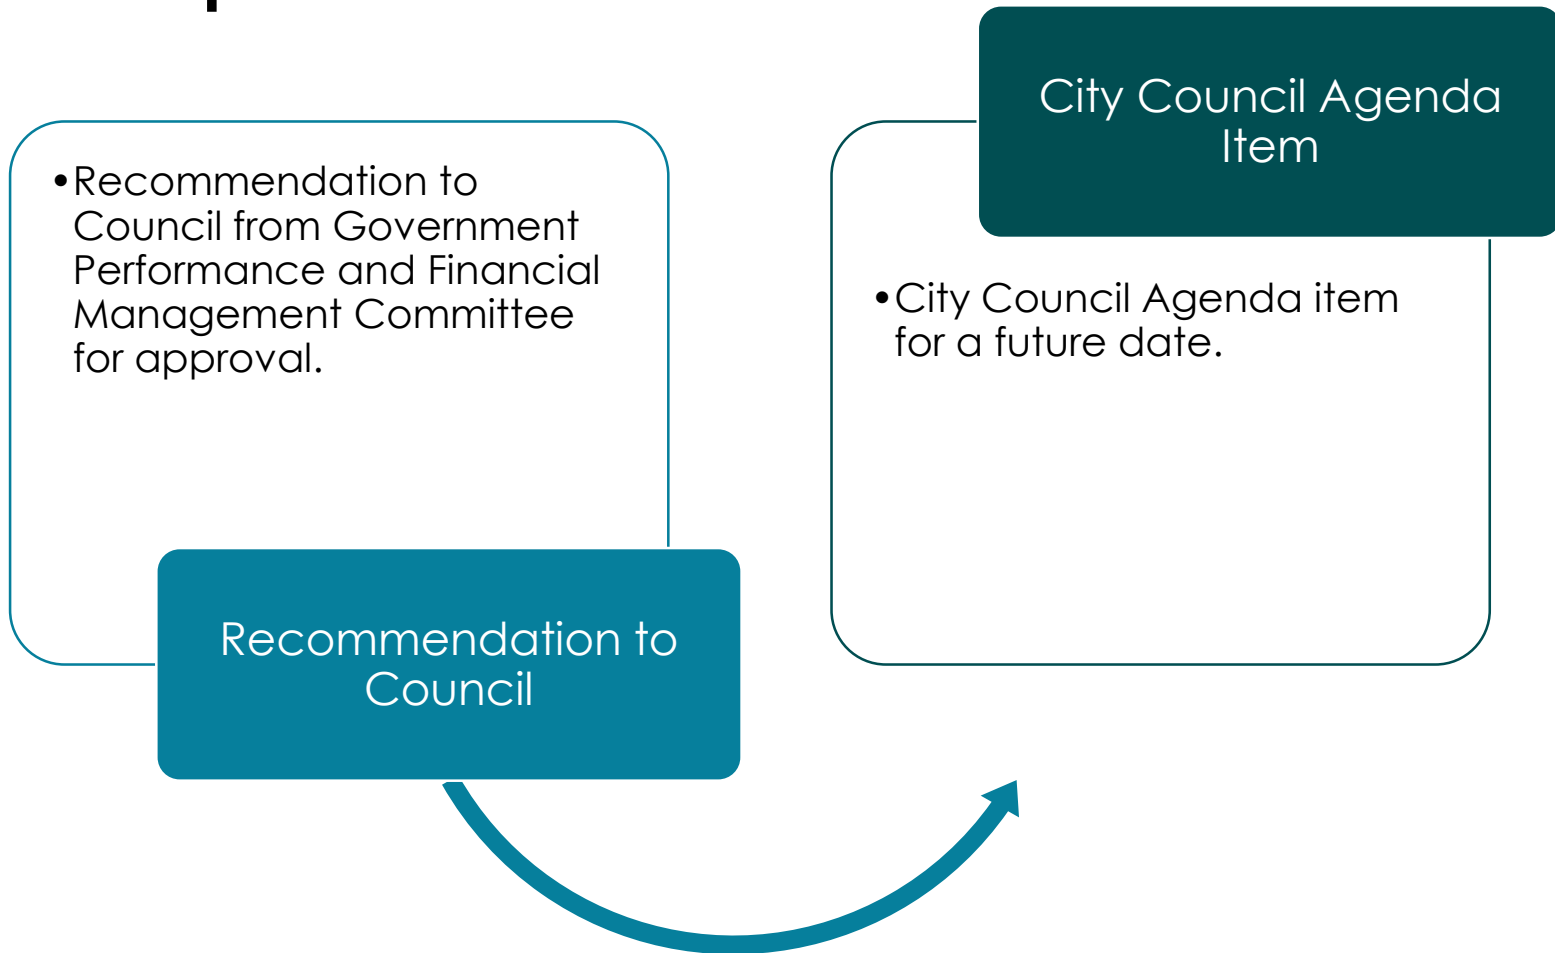 •Recommendation to
Council from Government
Performance and Financial
Management Committee
for approval.
Recommendation to
Council
City Council Agenda
Item
•City Council Agenda item
for a future date.